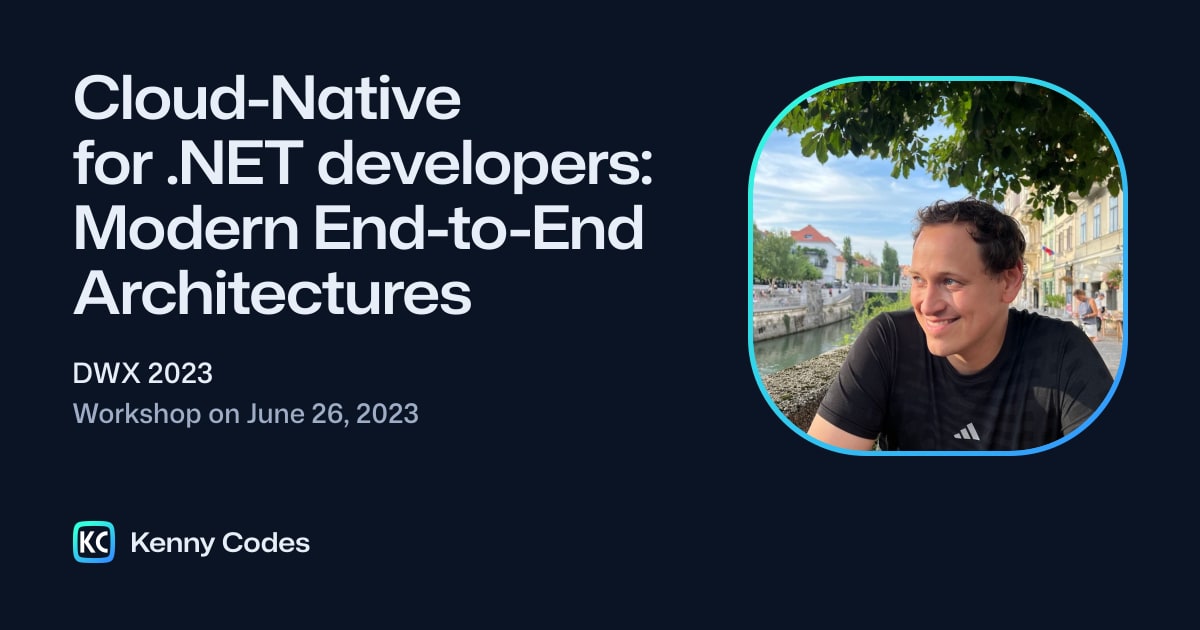 Cloud-Native
for .NET developers:
Modern End-to-End
Architectures
DWX 2023
Workshop on June 26, 2023
KC Kenny Codes